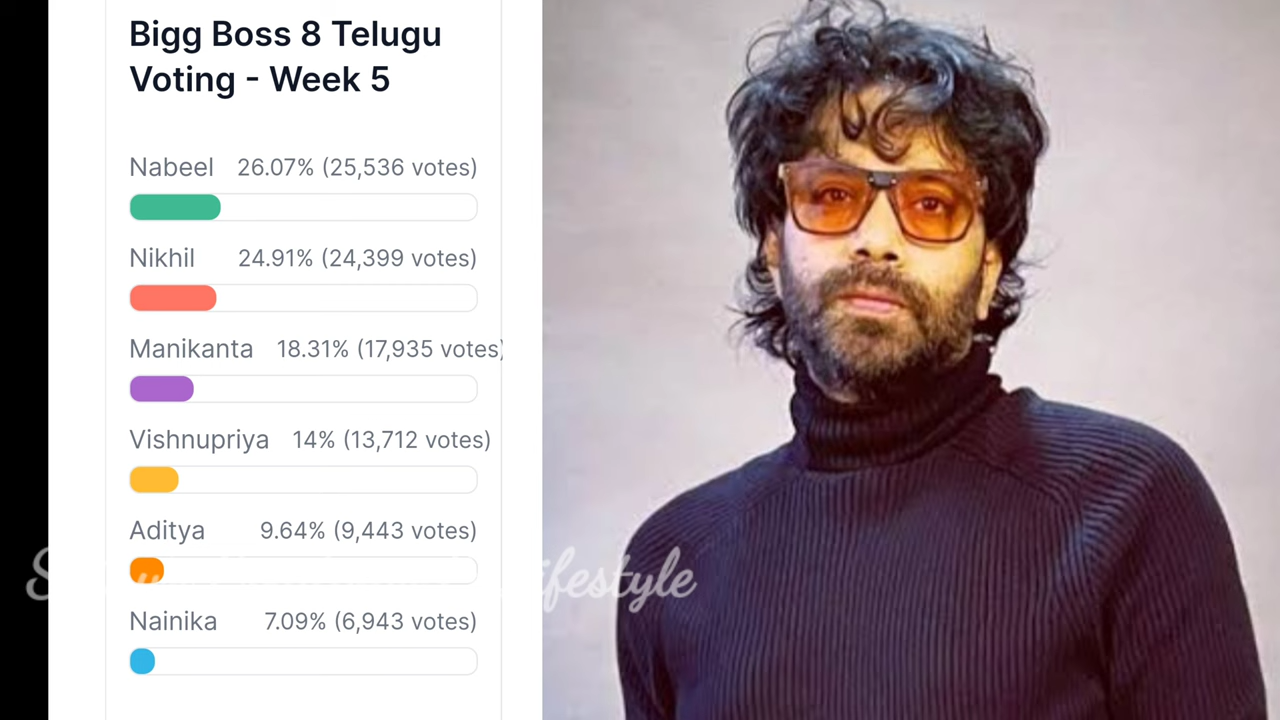 Bigg Boss 8 Telugu
Voting - Week 5
Nabeel 26.07% (25,536 votes)
Nikhil 24.91% (24,399 votes)
Manikanta 18.31% (17,935 votes)
Vishnupriya 14% (13,712 votes)
Aditya 9.64% (9,443 votes)
Nainika 7.09% (6,943 votes)